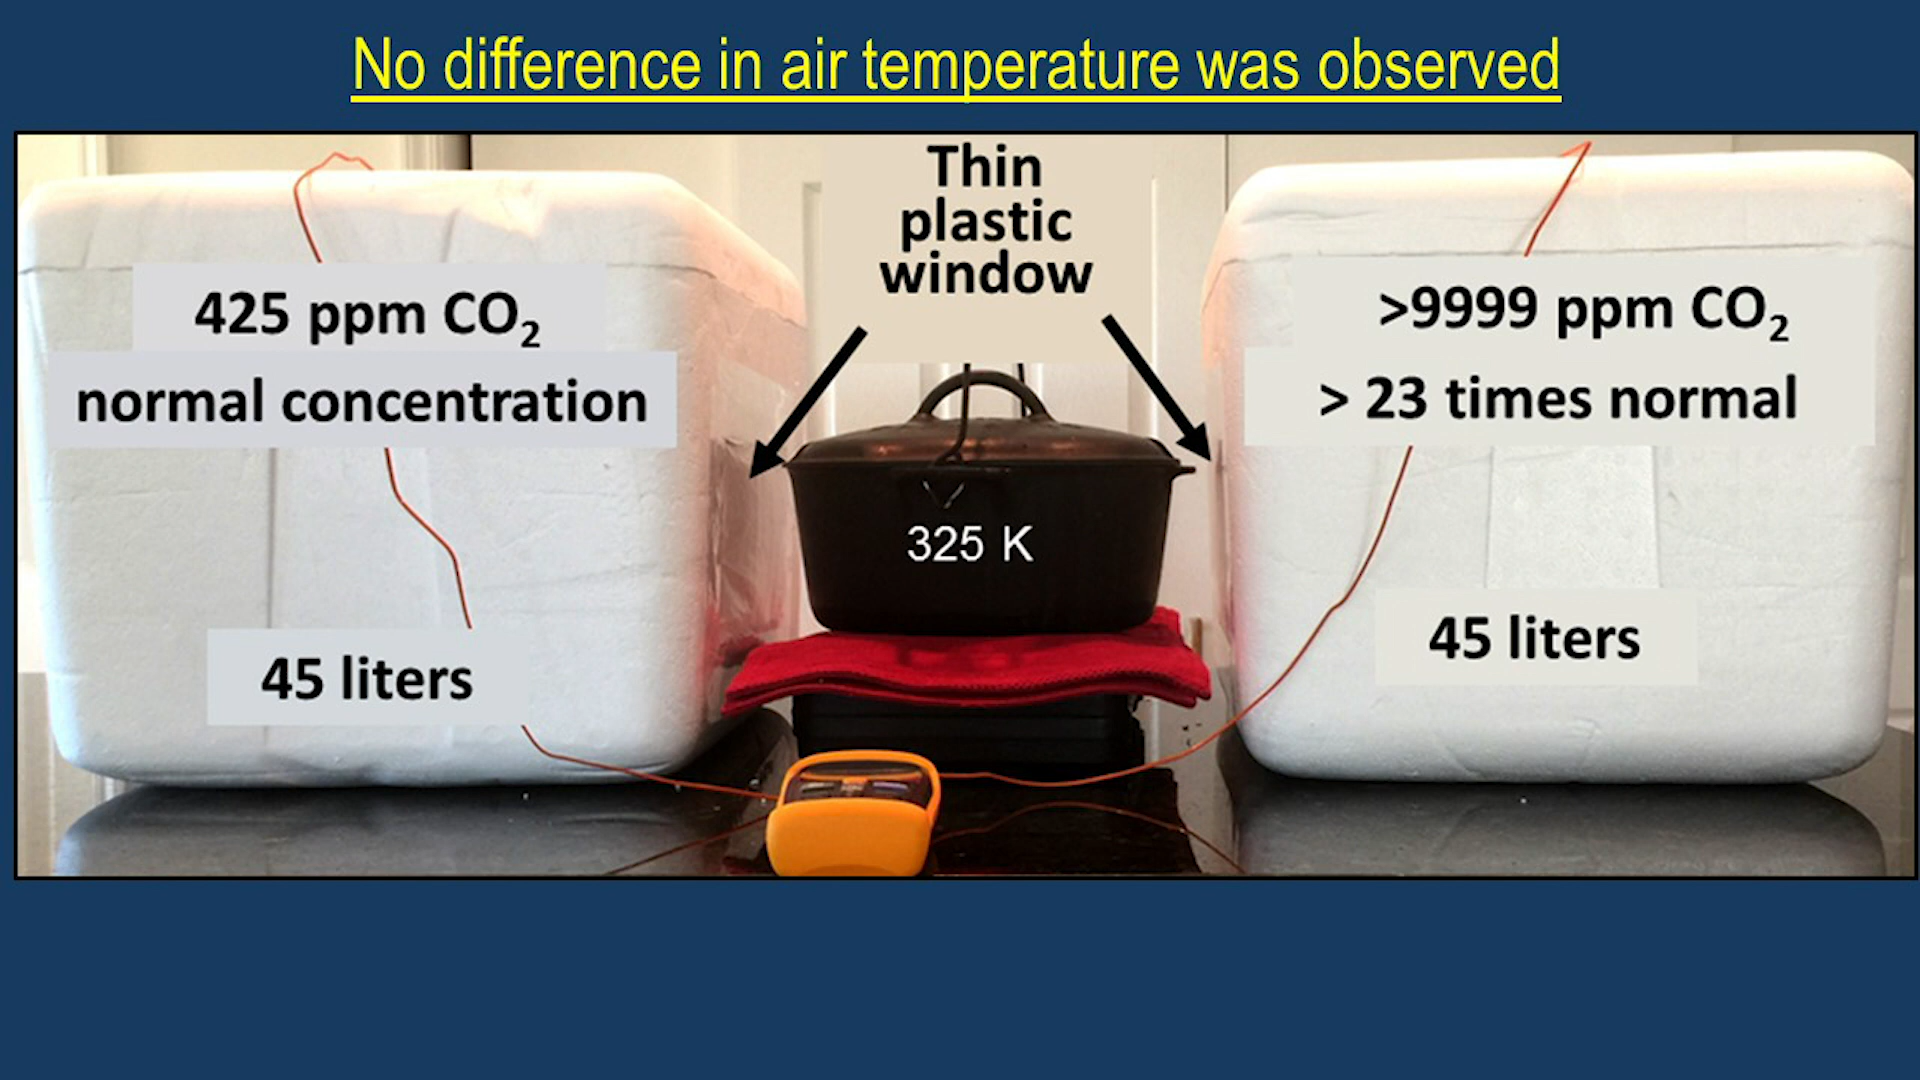 No difference in air temperature was observed
Thin
plastic
window
425 ppm CO₂
normal concentration
>9999 ppm CO₂
> 23 times normal
325 K
45 liters
45 liters